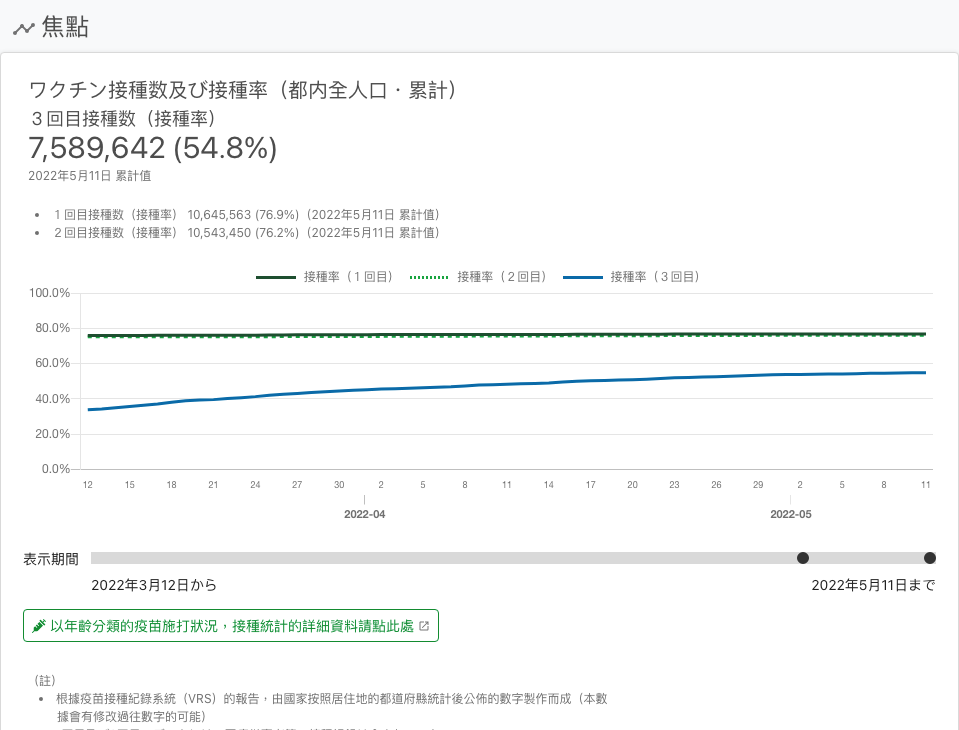 焦點
ワクチン接種数及び接種率（都内全人口・累計）
３回目接種数（接種率）
7,589,642 (54.8%)
2022年5月11日 累計値
• １回目接種数（接種率） 10,645,563 (76.9%)（2022年5月11日 累計値）
• ２回目接種数（接種率） 10,543,450 (76.2%)（2022年5月11日 累計値）
接種率（１回目） 接種率（２回目） 接種率（３回目）
100.0%
80.0%
60.0%
40.0%
20.0%
0.0%
12 15 18 21 24 27 30 2 5 8 11 14 17 20 23 26 29 2 5 8 11
2022-04 2022-05
表示期間
2022年3月12日から 2022年5月11日まで
以年齡分類的疫苗施打狀況，接種統計的詳細資料請點此處
（註）
• 根據疫苗接種紀錄系統（VRS）的報告，由國家按照居住地的都道府縣統計後公佈的數字製作而成（本數
據會有修改過往數字的可能）